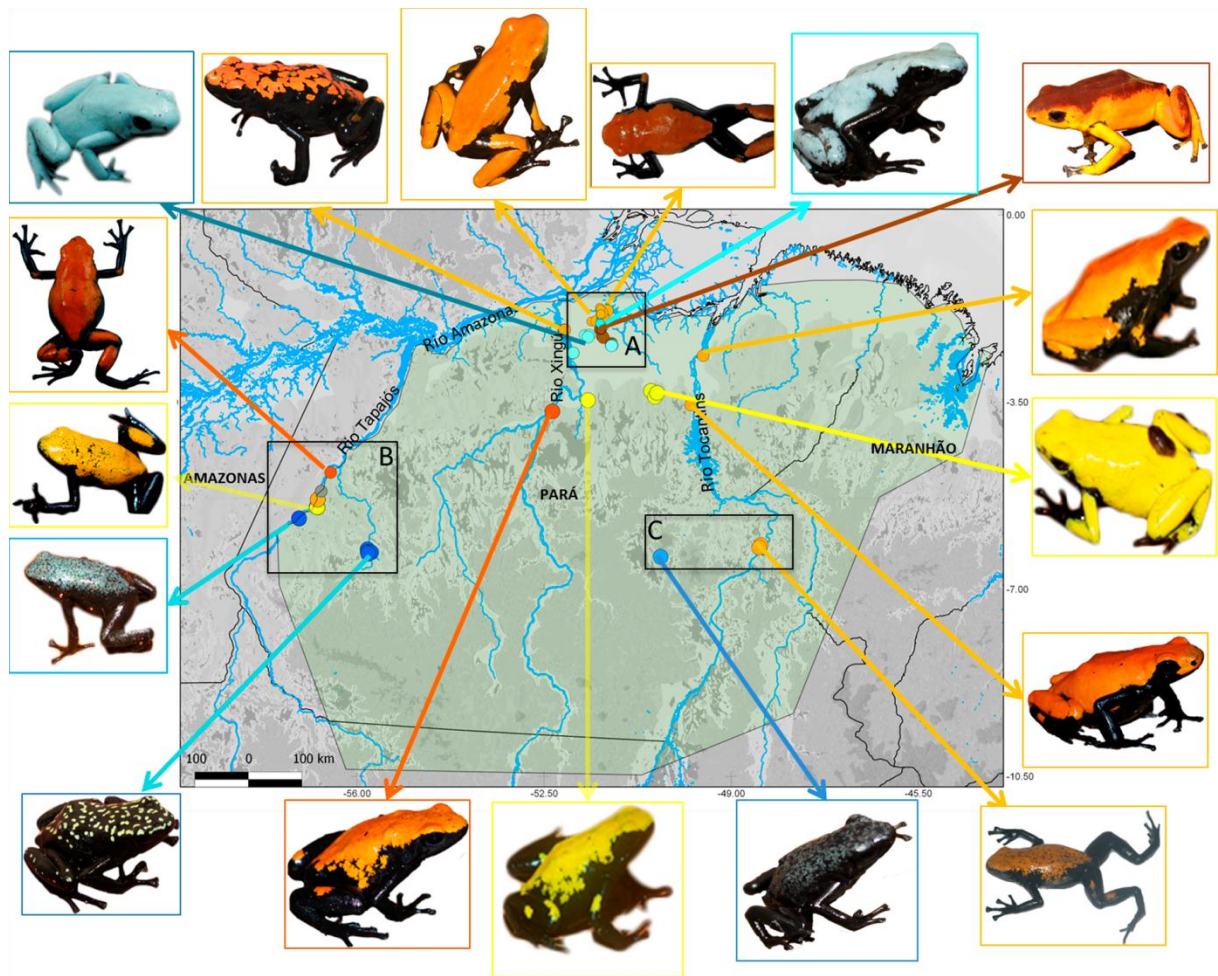 0.00
A
Rio Amazona
Rio Xingu
Rio Tapajós
-3.50
Rio Tocantins
B
AMAZONAS
MARANHÃO
PARÁ
C
-7.00
100 0 100 km
-10.50
-56.00 -52.50 -49.00 -45.50